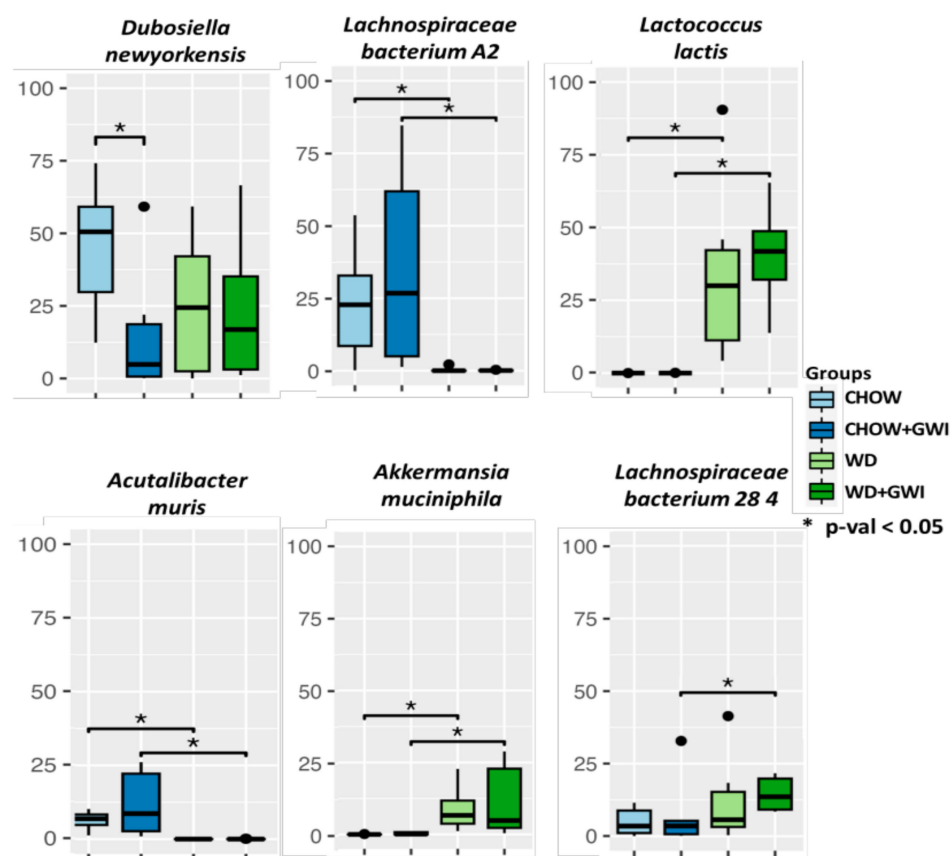 Dubosiella
newyorkensis
100
75
50
25
0
*
Lachnospiraceae
bacterium A2
100
75
50
25
0
*
*
Lactococcus
lactis
100
75
50
25
0
*
*
Groups
CHOW
CHOW+GWI
WD
WD+GWI
* p-val < 0.05
Acutalibacter
muris
100
75
50
25
0
*
*
Akkermansia
muciniphila
100
75
50
25
0
*
*
Lachnospiraceae
bacterium 28 4
100
75
50
25
0
*